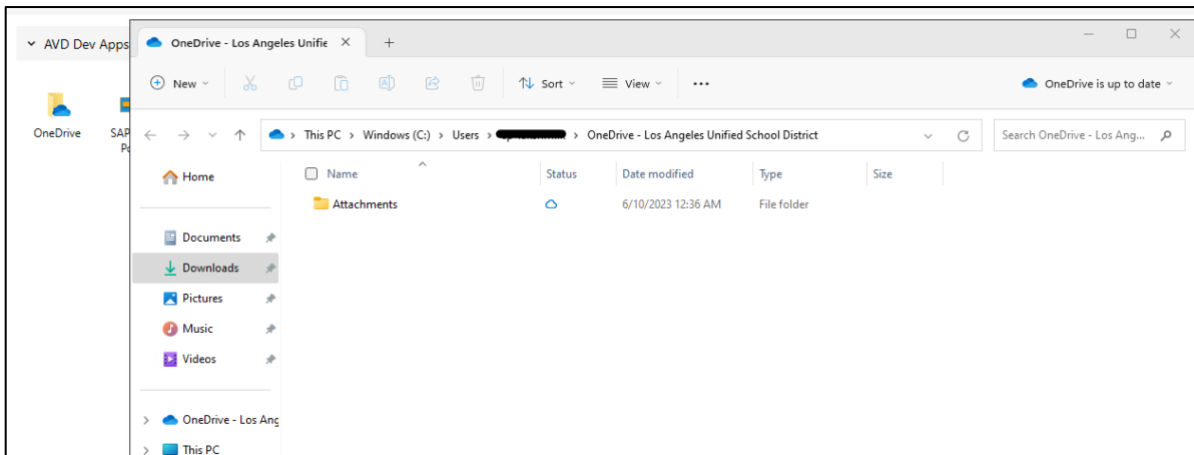 AVD Dev Apps
OneDrive
SAP
OneDrive - Los Angeles Unifie
New
Sort
View
OneDrive is up to date
This PC > Windows (C:) > Users > > OneDrive - Los Angeles Unified School District
Search OneDrive - Los Ang...
Home
Documents
Downloads
Pictures
Music
Videos
OneDrive - Los Ang
This PC
Name Status Date modified Type Size
Attachments 6/10/2023 12:36 AM File folder